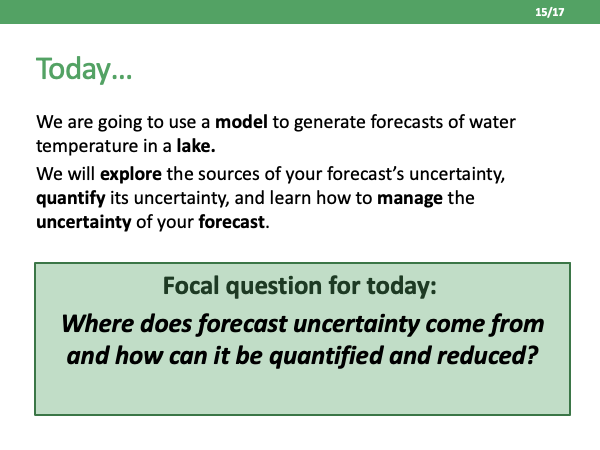 15/17
Today…
We are going to use a model to generate forecasts of water
temperature in a lake.
We will explore the sources of your forecast’s uncertainty,
quantify its uncertainty, and learn how to manage the
uncertainty of your forecast.
Focal question for today:
Where does forecast uncertainty come from
and how can it be quantified and reduced?